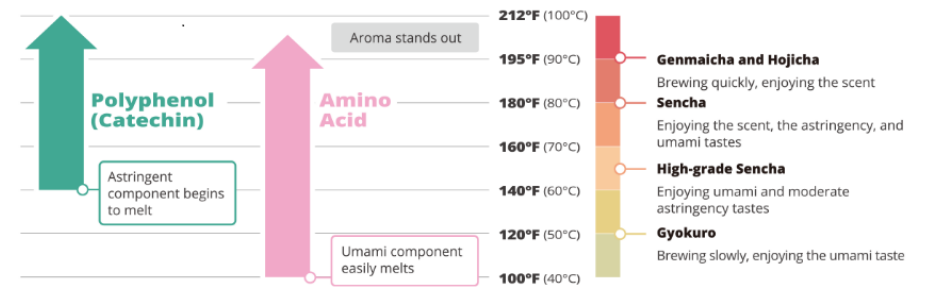 212°F (100°C)
Aroma stands out
195°F (90°C)
Genmaicha and Hojicha
Brewing quickly, enjoying the scent
Polyphenol
(Catechin)
Amino
Acid
180°F (80°C)
Sencha
Enjoying the scent, the astringency, and
umami tastes
160°F (70°C)
High-grade Sencha
Enjoying umami and moderate
astringency tastes
Astringent
component begins
to melt
140°F (60°C)
120°F (50°C)
Gyokuro
Brewing slowly, enjoying the umami taste
Umami component
easily melts
100°F (40°C)